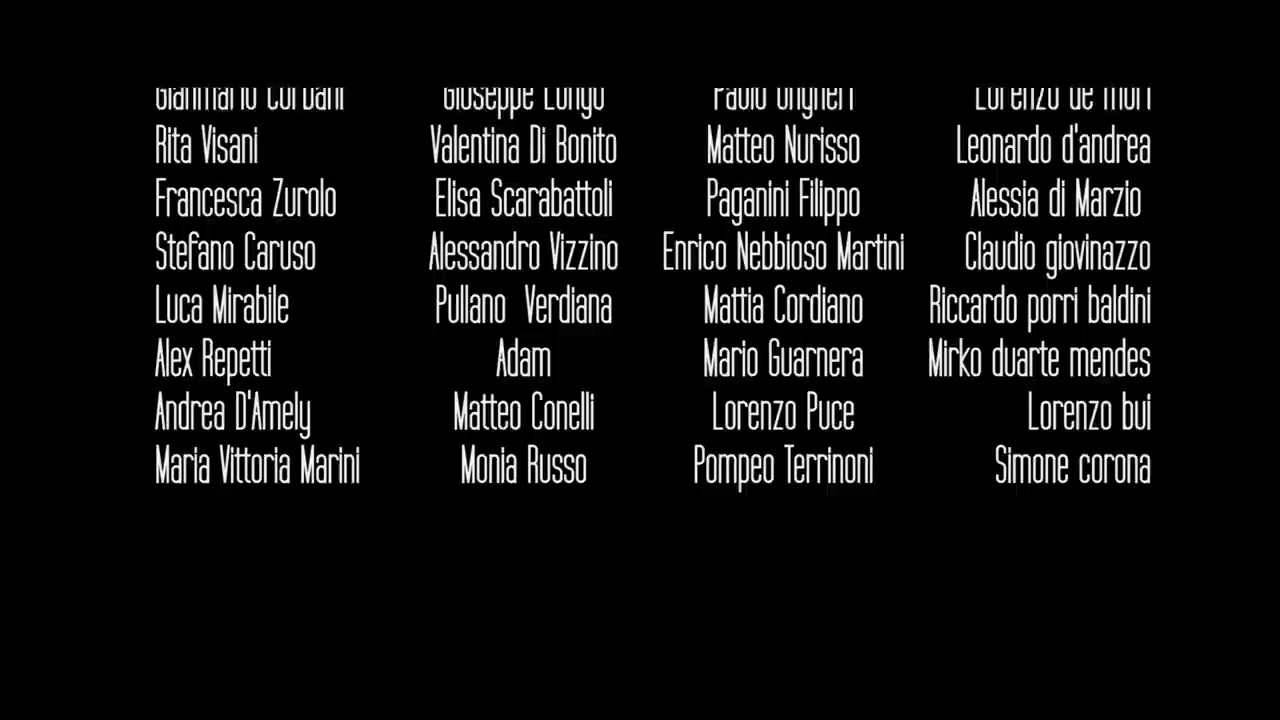 Giuseppe Longo
Rita Visani Valentina Di Bonito Matteo Nurisso Leonardo d'andrea
Francesca Zurolo Elisa Scarabattoli Paganini Filippo Alessia di Marzio
Stefano Caruso Alessandro Vizzino Enrico Nebbioso Martini Claudio giovinazzo
Luca Mirabile Pullano Verdiana Mattia Cordiano Riccardo porri baldini
Alex Repetti Adam Mario Guarnera Mirko duarte mendes
Andrea D'Amely Matteo Conelli Lorenzo Puce Lorenzo bui
Maria Vittoria Marini Monia Russo Pompeo Terrinoni Simone corona